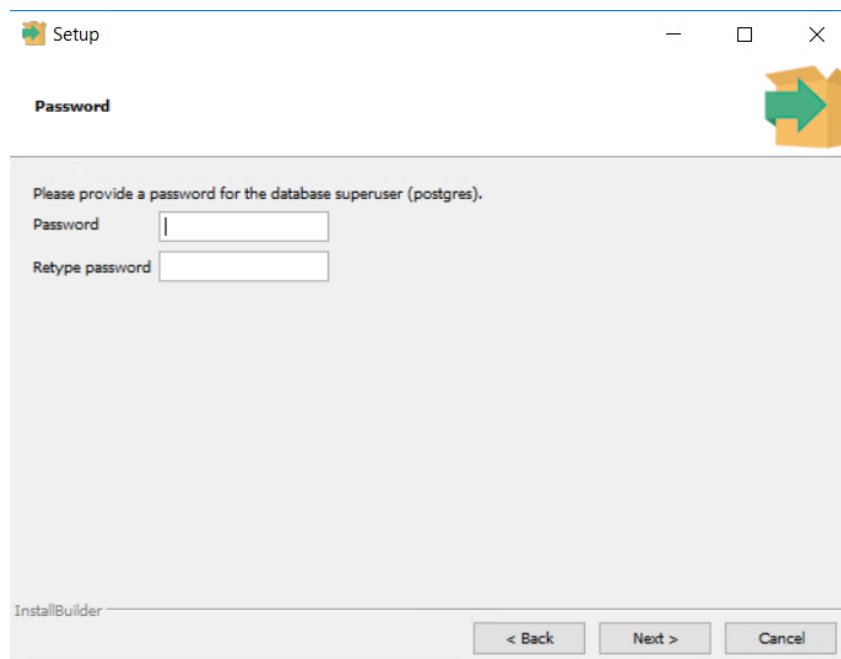 Setup
Password
Please provide a password for the database superuser (postgres).
Password
Retype password
InstallBuilder
< Back
Next >
Cancel